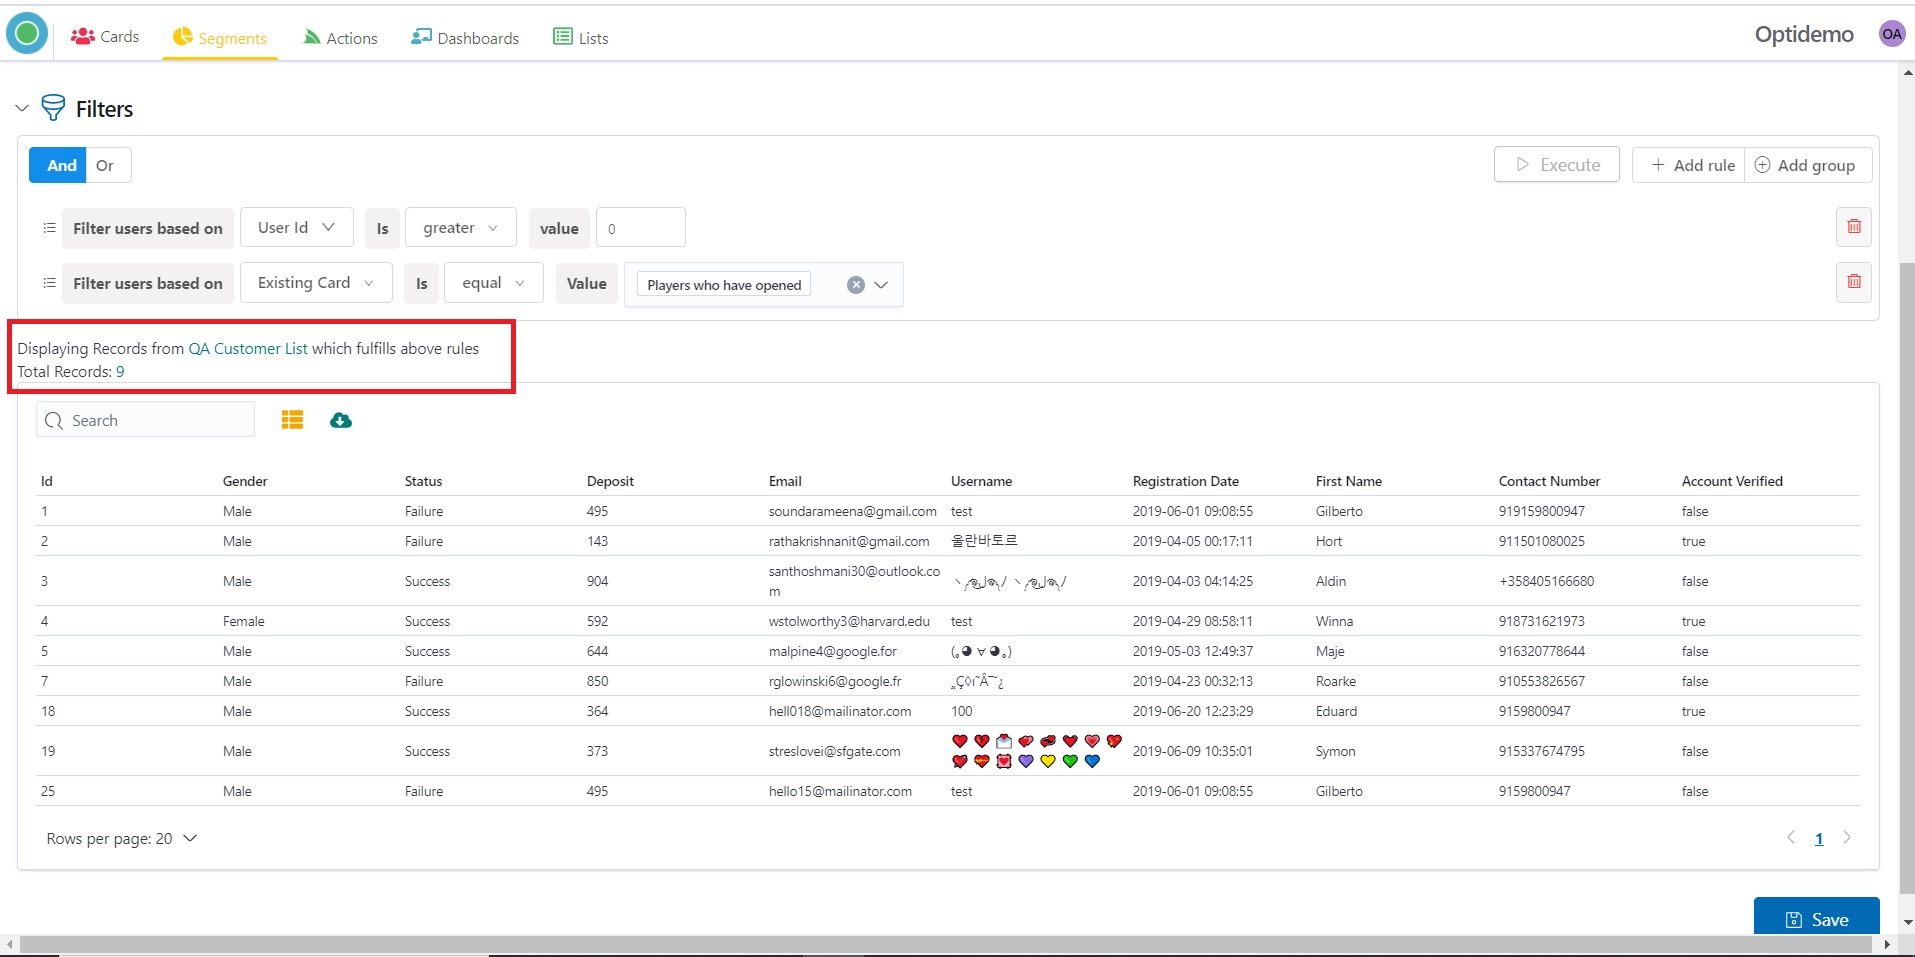 Cards Segments Actions Dashboards Lists Optidemo OA
Filters
And Or Execute Add rule Add group
Filter users based on User Id Is greater value 0
Filter users based on Existing Card Is equal Value Players who have opened
Displaying Records from QA Customer List which fulfills above rules
Total Records: 9
Search
Id Gender Status Deposit Email Username Registration Date First Name Contact Number Account Verified
1 Male Failure 495 soundarameena@gmail.com test 2019-06-01 09:08:55 Gilberto 919159800947 false
2 Male Failure 143 rathakrishnanit@gmail.com 울란바토르 2019-04-05 00:17:11 Hort 911501080025 true
3 Male Success 904 santhoshmani30@outlook.com 2019-04-03 04:14:25 Aldin +358405166680 false
4 Female Success 592 wstolworthy3@harvard.edu test 2019-04-29 08:58:11 Winna 918731621973 true
5 Male Success 644 malpine4@google.for (｡◕ ∀ ◕｡) 2019-05-03 12:49:37 Maje 916320778644 false
7 Male Failure 850 rglowinski6@google.fr ¸˛Ç◊ı˜Â¯˘¿ 2019-04-23 00:32:13 Roarke 910553826567 false
18 Male Success 364 hell018@mailinator.com 100 2019-06-20 12:23:29 Eduard 9159800947 true
19 Male Success 373 streslovei@sfgate.com ❤️ 💔 💌 💕 💞 💓 💗 💖 💘 💝 💟 💜 💛 💚 💙 2019-06-09 10:35:01 Symon 915337674795 false
25 Male Failure 495 hello15@mailinator.com test 2019-06-01 09:08:55 Gilberto 9159800947 false
Rows per page: 20 1
Save